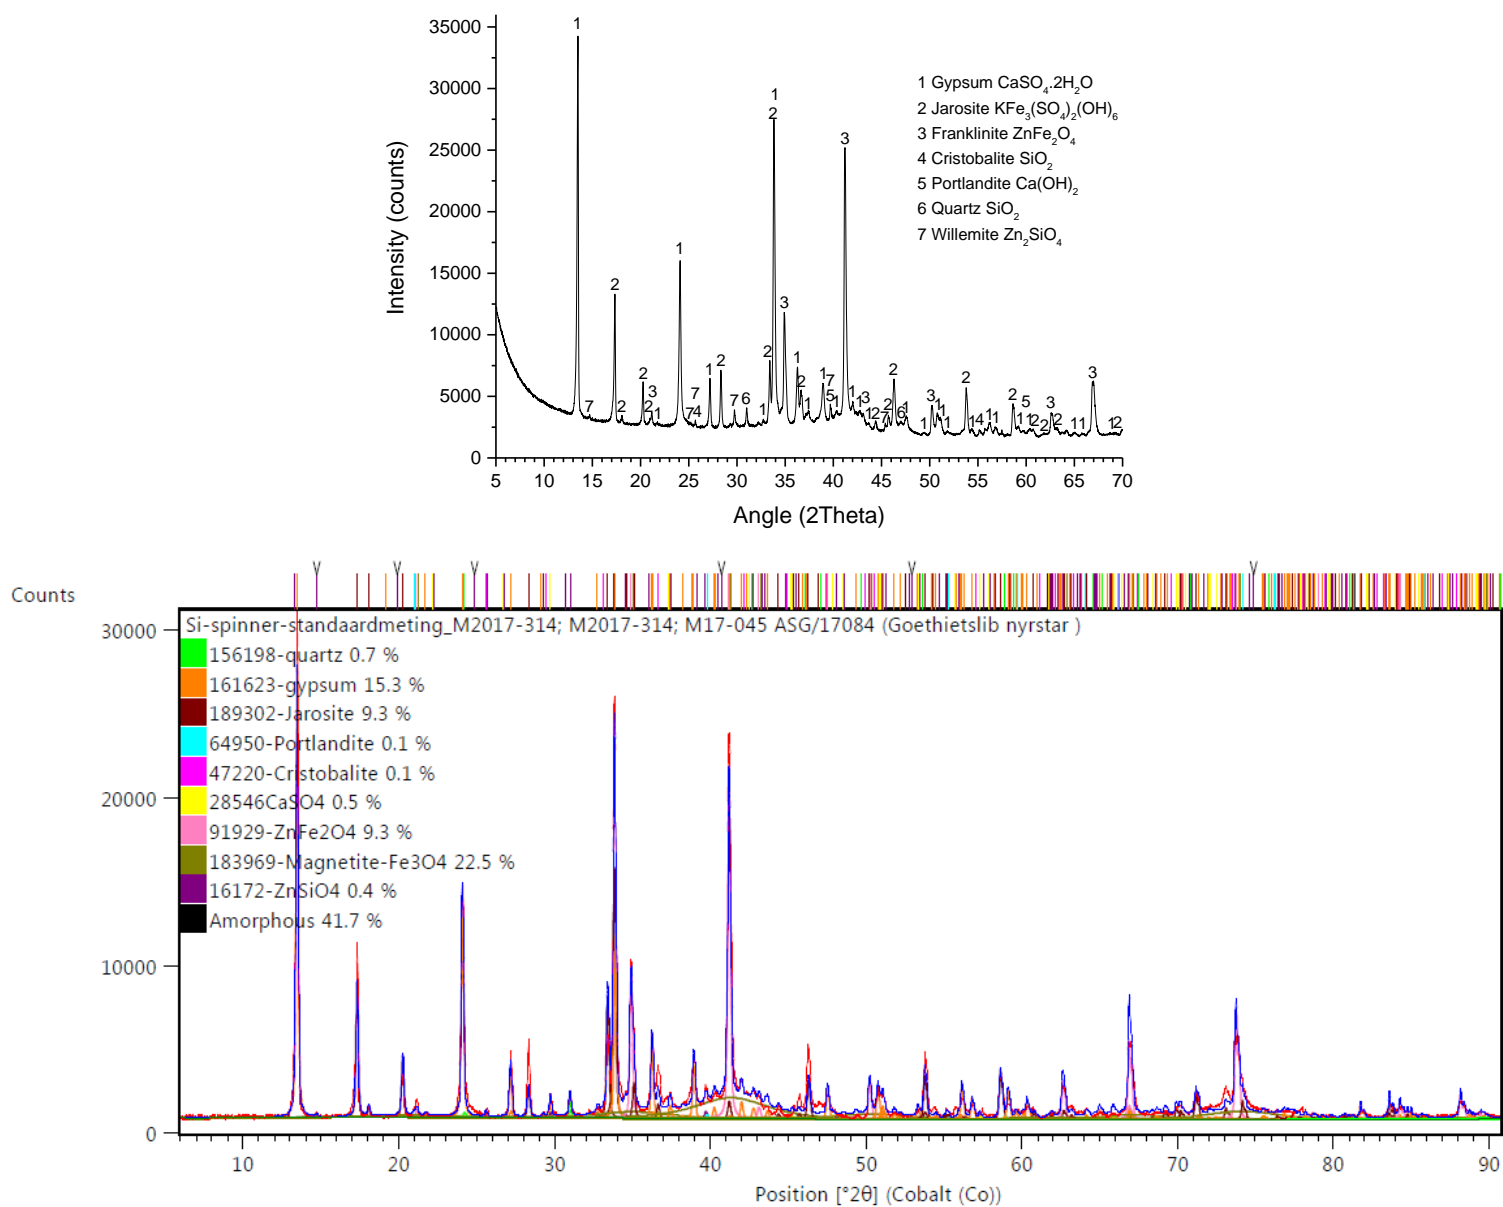 35000
30000
25000
20000
15000
10000
5000
0
Intensity (counts)
1 Gypsum CaSO₄.2H₂O
2 Jarosite KFe₃(SO₄)₂(OH)₆
3 Franklinite ZnFe₂O₄
4 Cristobalite SiO₂
5 Portlandite Ca(OH)₂
6 Quartz SiO₂
7 Willemite Zn₂SiO₄
5 10 15 20 25 30 35 40 45 50 55 60 65 70
Angle (2Theta)
Counts
Si-spinner-standaardmeting_M2017-314; M2017-314; M17-045 ASG/17084 (Goethietslib nyrstar )
156198-quartz 0.7 %
161623-gypsum 15.3 %
189302-Jarosite 9.3 %
64950-Portlandite 0.1 %
47220-Cristobalite 0.1 %
28546CaSO4 0.5 %
91929-ZnFe2O4 9.3 %
183969-Magnetite-Fe3O4 22.5 %
16172-ZnSiO4 0.4 %
Amorphous 41.7 %
30000
20000
10000
0
10 20 30 40 50 60 70 80 90
Position [°2θ] (Cobalt (Co))